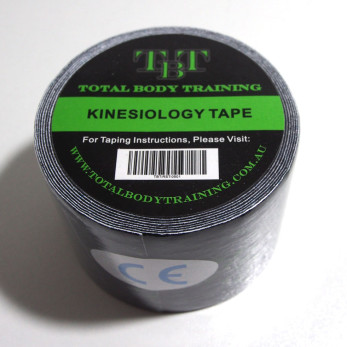 TBT
TOTAL BODY TRAINING
KINESIOLOGY TAPE
For Taping Instructions, Please Visit:
WWW.TOTALBODYTRAINING.COM.AU
CE